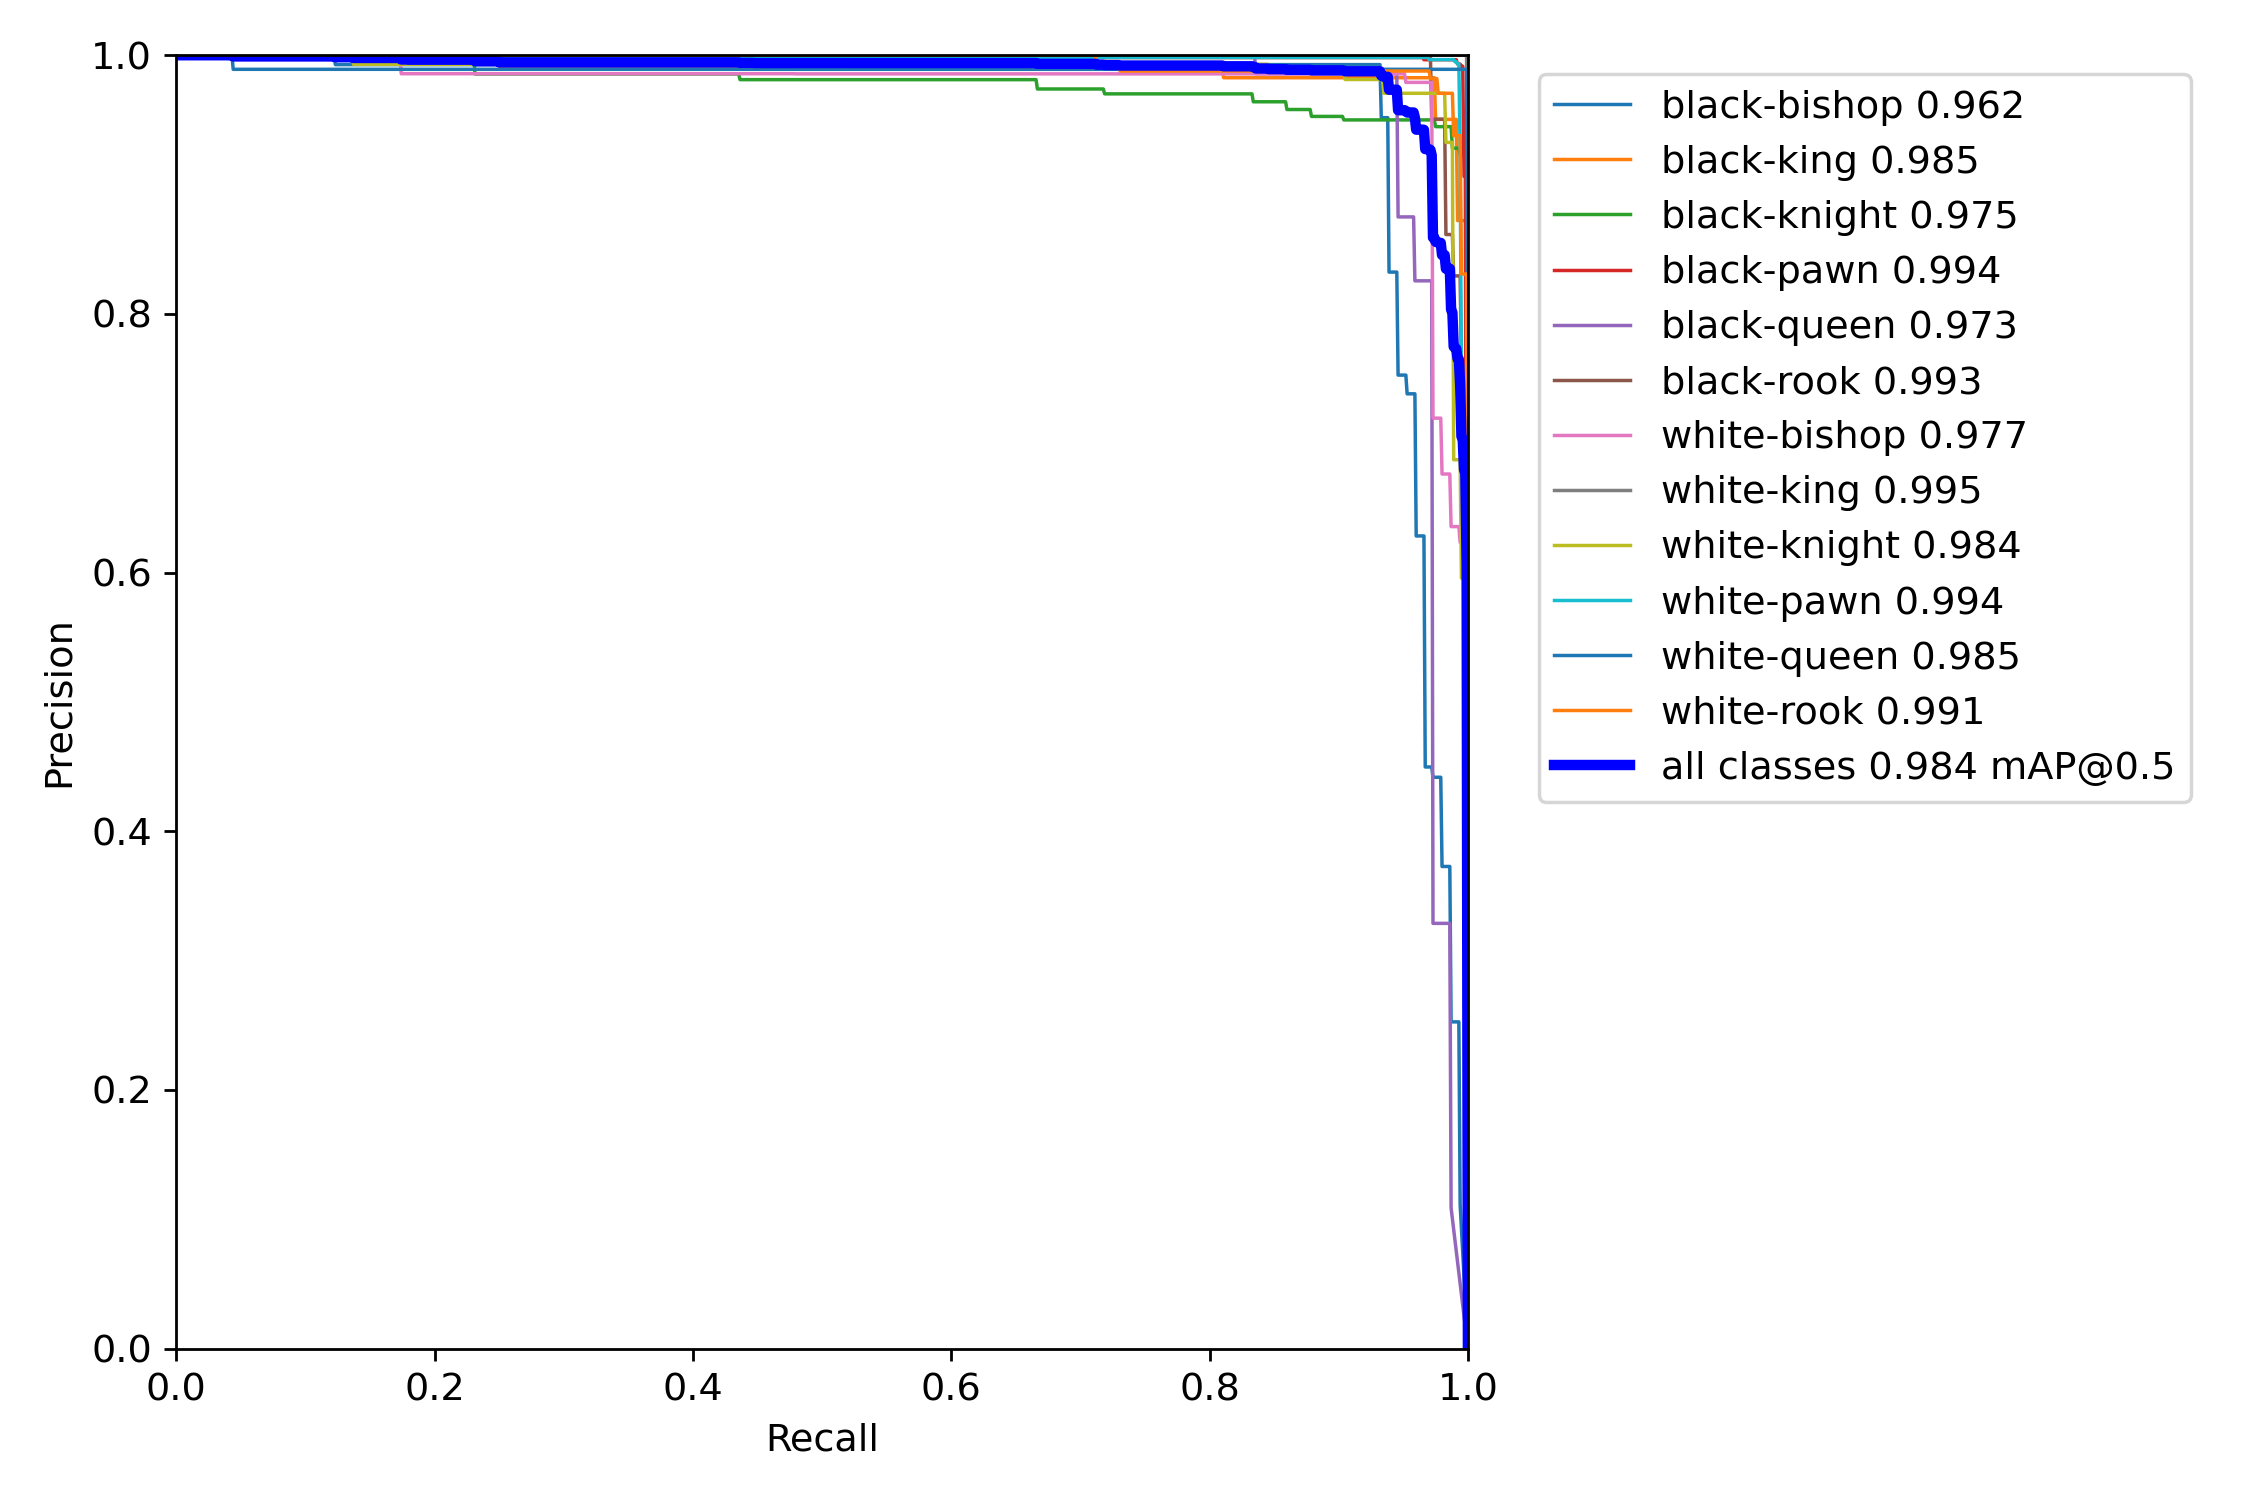 1.0
0.8
0.6
0.4
0.2
0.0
Precision
0.0 0.2 0.4 0.6 0.8 1.0
Recall
black-bishop 0.962
black-king 0.985
black-knight 0.975
black-pawn 0.994
black-queen 0.973
black-rook 0.993
white-bishop 0.977
white-king 0.995
white-knight 0.984
white-pawn 0.994
white-queen 0.985
white-rook 0.991
all classes 0.984 mAP@0.5